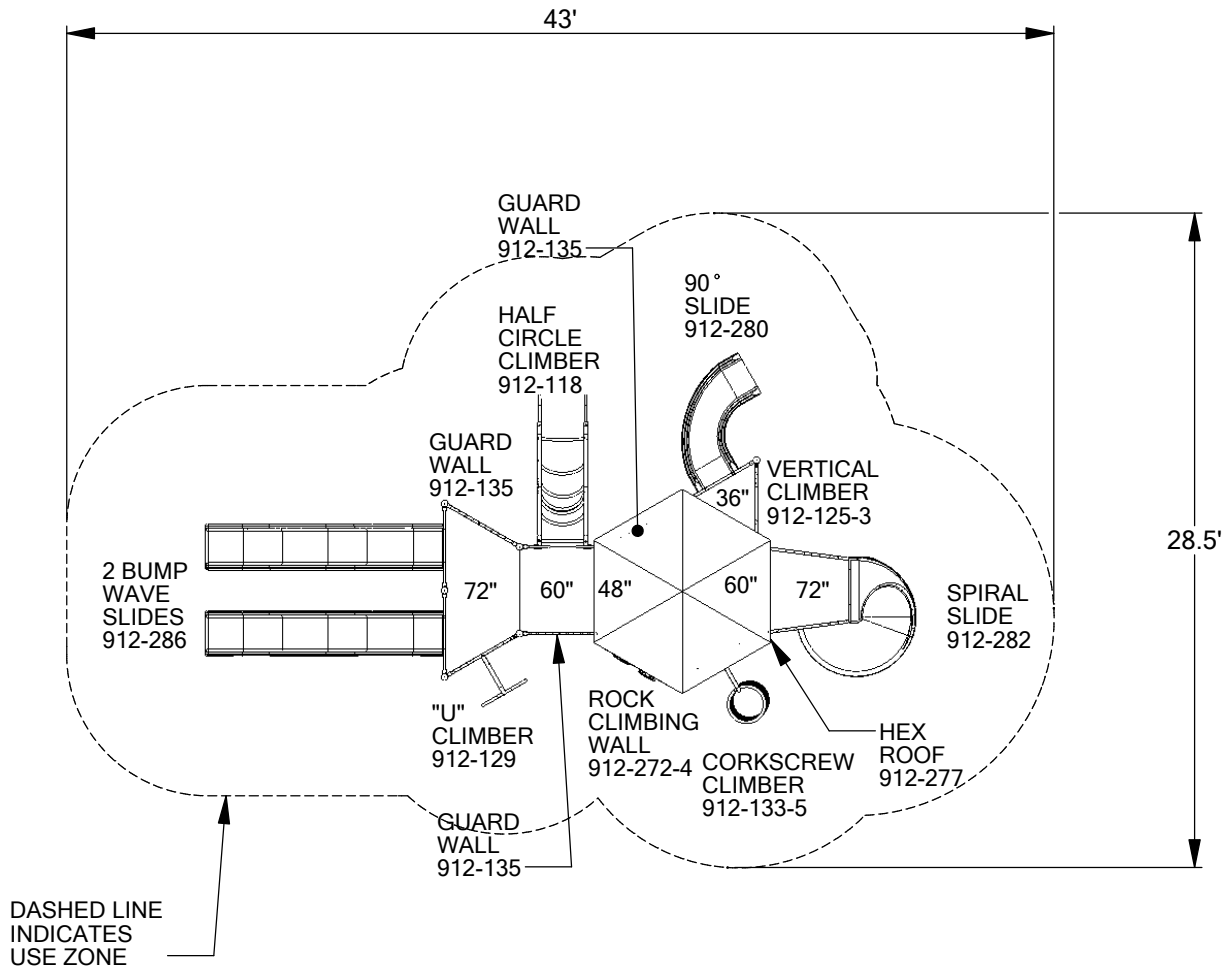 43'
GUARD
WALL
912-135
90°
SLIDE
912-280
HALF
CIRCLE
CLIMBER
912-118
GUARD
WALL
912-135
VERTICAL
CLIMBER
912-125-3
36"
28.5'
2 BUMP
WAVE
SLIDES
912-286
72"
60"
48"
60"
72"
SPIRAL
SLIDE
912-282
"U"
CLIMBER
912-129
ROCK
CLIMBING
WALL
912-272-4
CORKSCREW
CLIMBER
912-133-5
HEX
ROOF
912-277
GUARD
WALL
912-135
DASHED LINE
INDICATES
USE ZONE